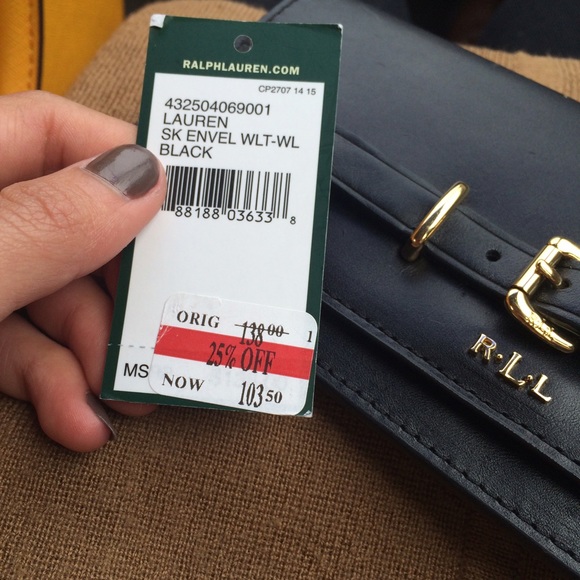 RALPHLAUREN.COM
CP2707 14 15
432504069001
LAUREN
SK ENVEL WLT-WL
BLACK
88188 03633 8
ORIG 138 00 1
25% OFF
NOW 103 50
MS
R.L.L